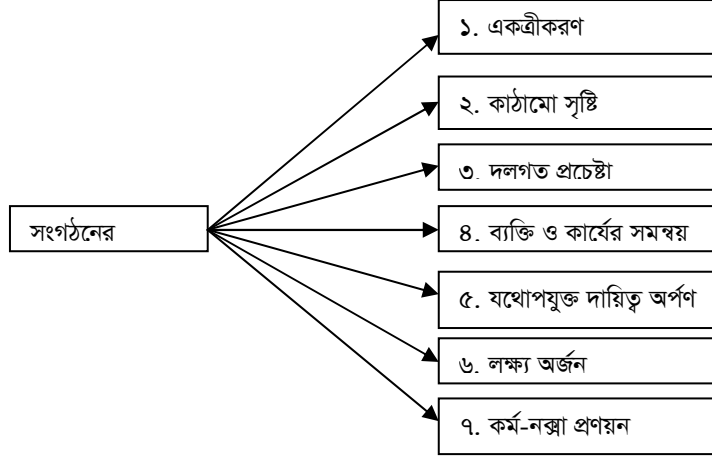 ১. একত্রীকরণ
২. কাঠামো সৃষ্টি
৩. দলগত প্রচেষ্টা
সংগঠনের
৪. ব্যক্তি ও কার্যের সমন্বয়
৫. যথোপযুক্ত দায়িত্ব অর্পণ
৬. লক্ষ্য অর্জন
৭. কর্ম-নক্সা প্রণয়ন